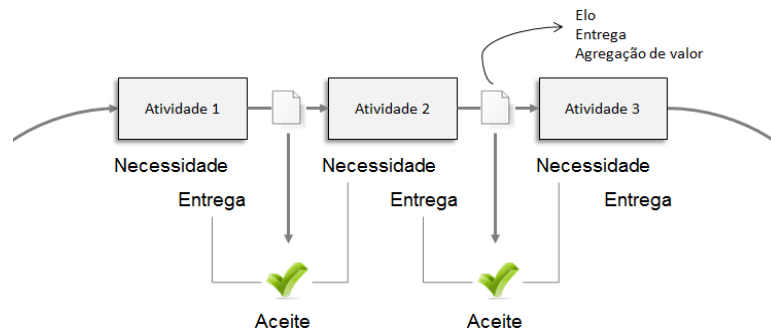 Elo
Entrega
Agregação de valor
Atividade 1
Atividade 2
Atividade 3
Necessidade
Necessidade
Necessidade
Entrega
Entrega
Entrega
Aceite
Aceite